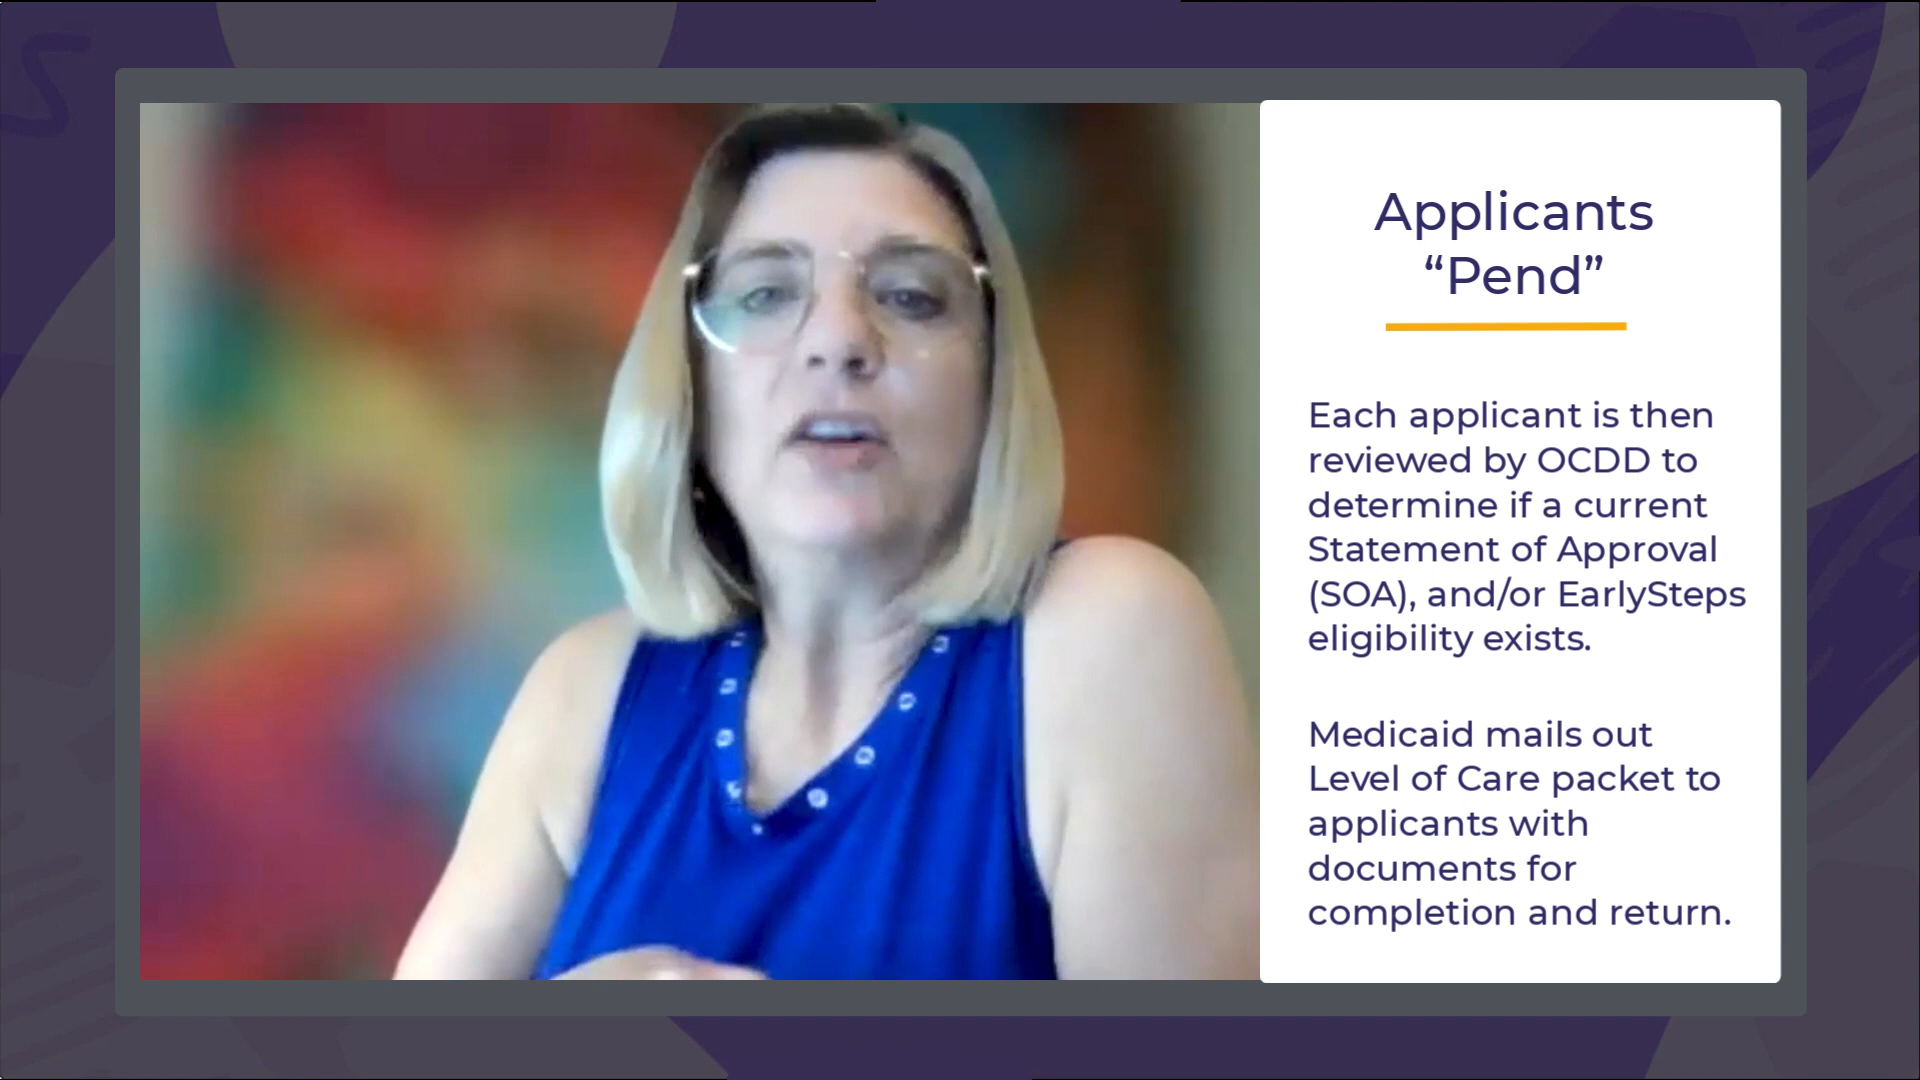 Applicants
“Pend”
Each applicant is then
reviewed by OCDD to
determine if a current
Statement of Approval
(SOA), and/or EarlySteps
eligibility exists.
Medicaid mails out
Level of Care packet to
applicants with
documents for
completion and return.